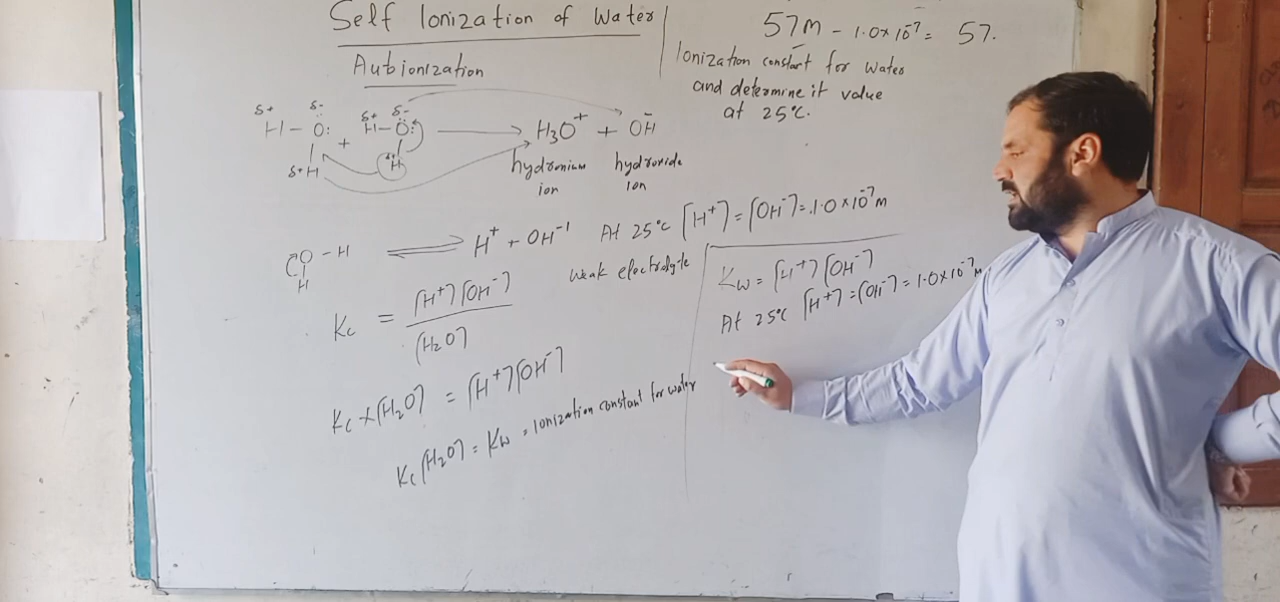 Self Ionization of Water
Autoionization
δ+ δ- δ+ δ-
H-O: + H-Ö: → H3O+ + OH-
δ+H H
hydronium ion hydroxide ion
O-H ⇌ H+ + OH-1
H
weak electrolyte
At 25°C [H+] = [OH-] = 1.0×10-7 m
Kc = [H+][OH-] / [H2O]
Kc×[H2O] = [H+][OH-]
Kc[H2O] = Kw = ionization constant for water
57m - 1.0×10-7 = 57.
Ionization constant for water
and determine it value
at 25°C.
Kw = [H+][OH-]
At 25°C [H+] = [OH-] = 1.0×10-7 M